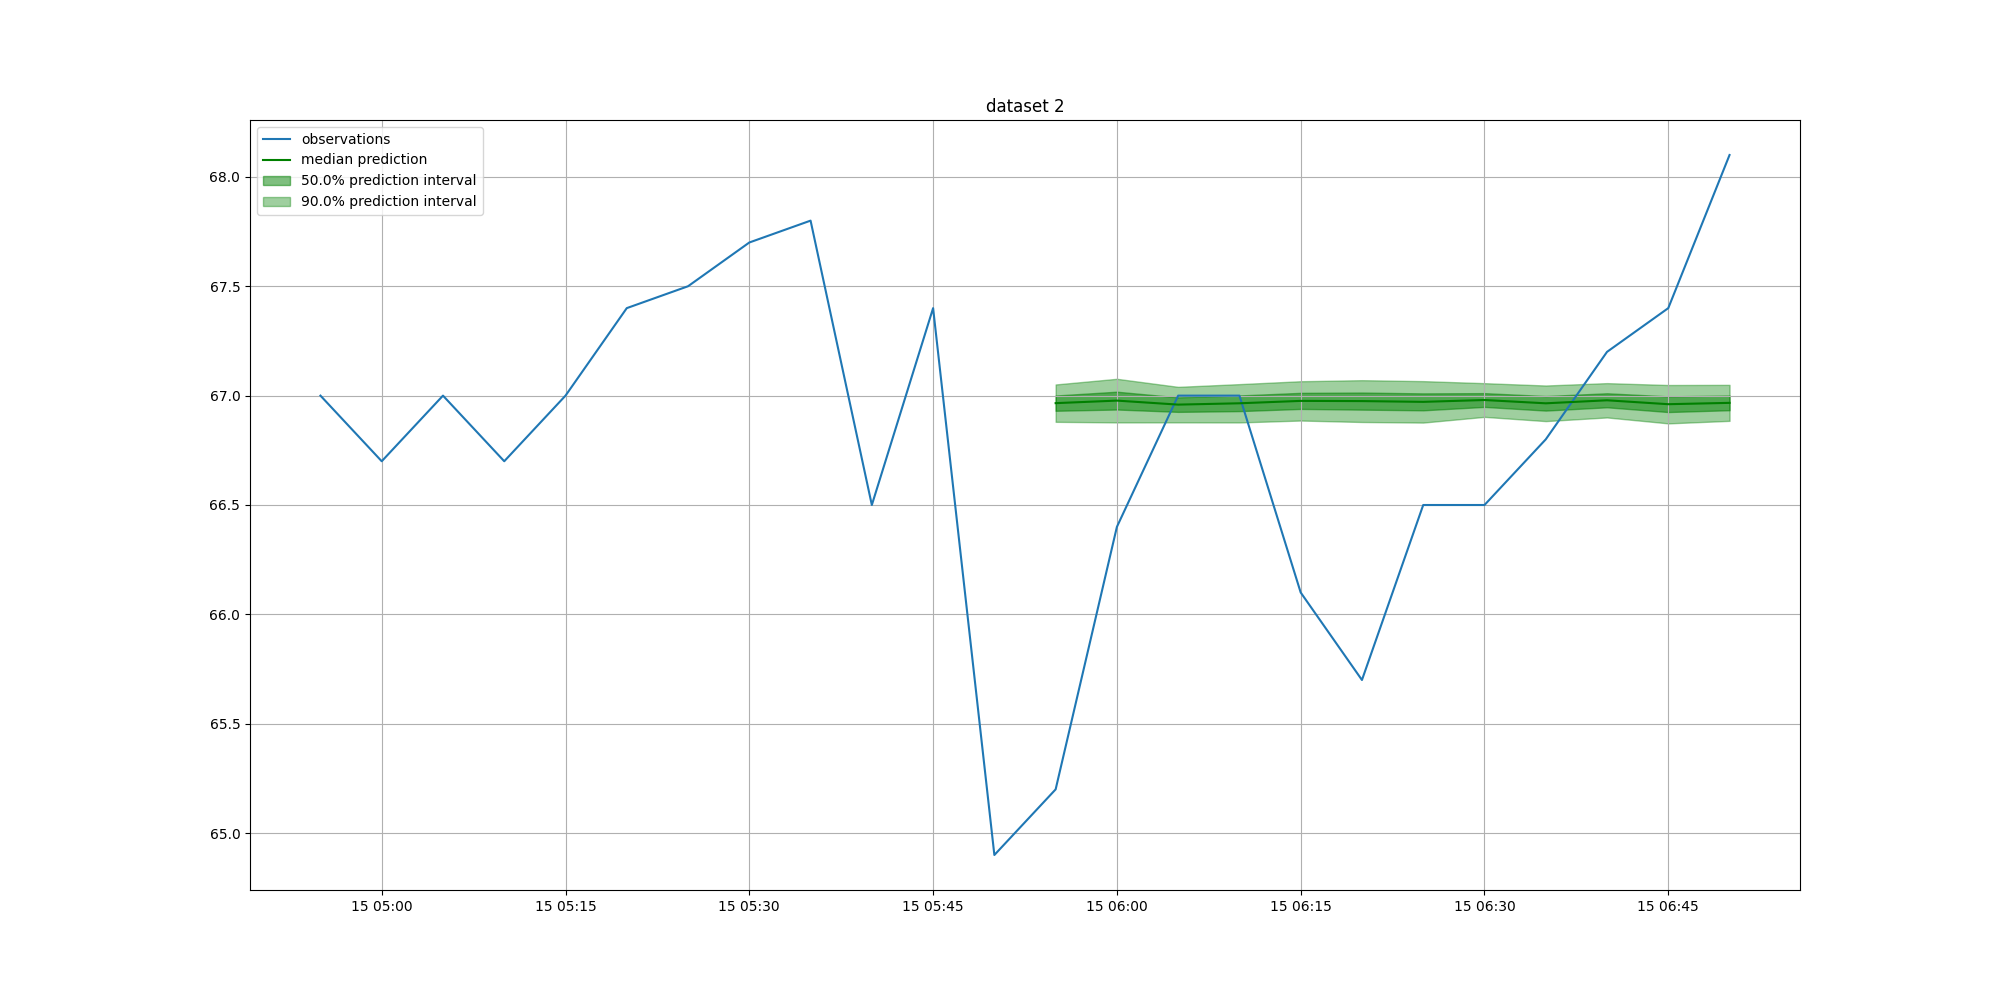 dataset 2
observations
median prediction
50.0% prediction interval
90.0% prediction interval
68.0
67.5
67.0
66.5
66.0
65.5
65.0
15 05:00 15 05:15 15 05:30 15 05:45 15 06:00 15 06:15 15 06:30 15 06:45